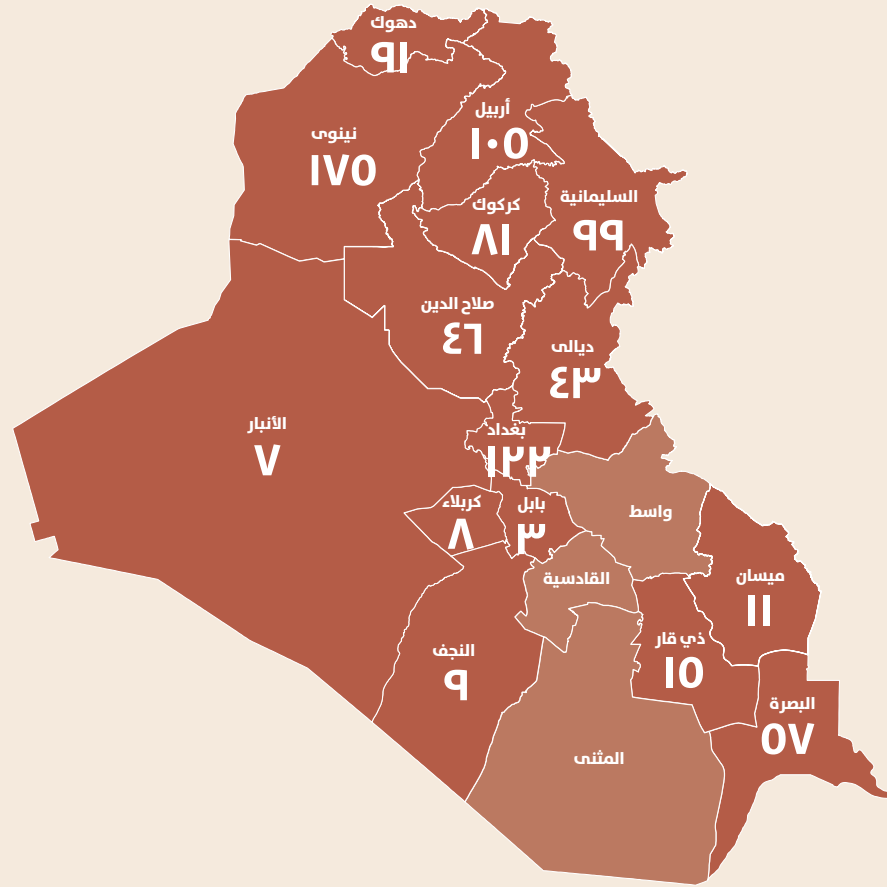 دهوك
٩١
أربيل
١٠٥
نينوى
١٧٥
السليمانية
٩٩
كركوك
٨١
صلاح الدين
٤٦
ديالى
٤٣
الأنبار
٧
بغداد
١٢٢
كربلاء
٨
بابل
٣
واسط
القادسية
ميسان
١١
ذي قار
١٥
النجف
٩
البصرة
٥٧
المثنى